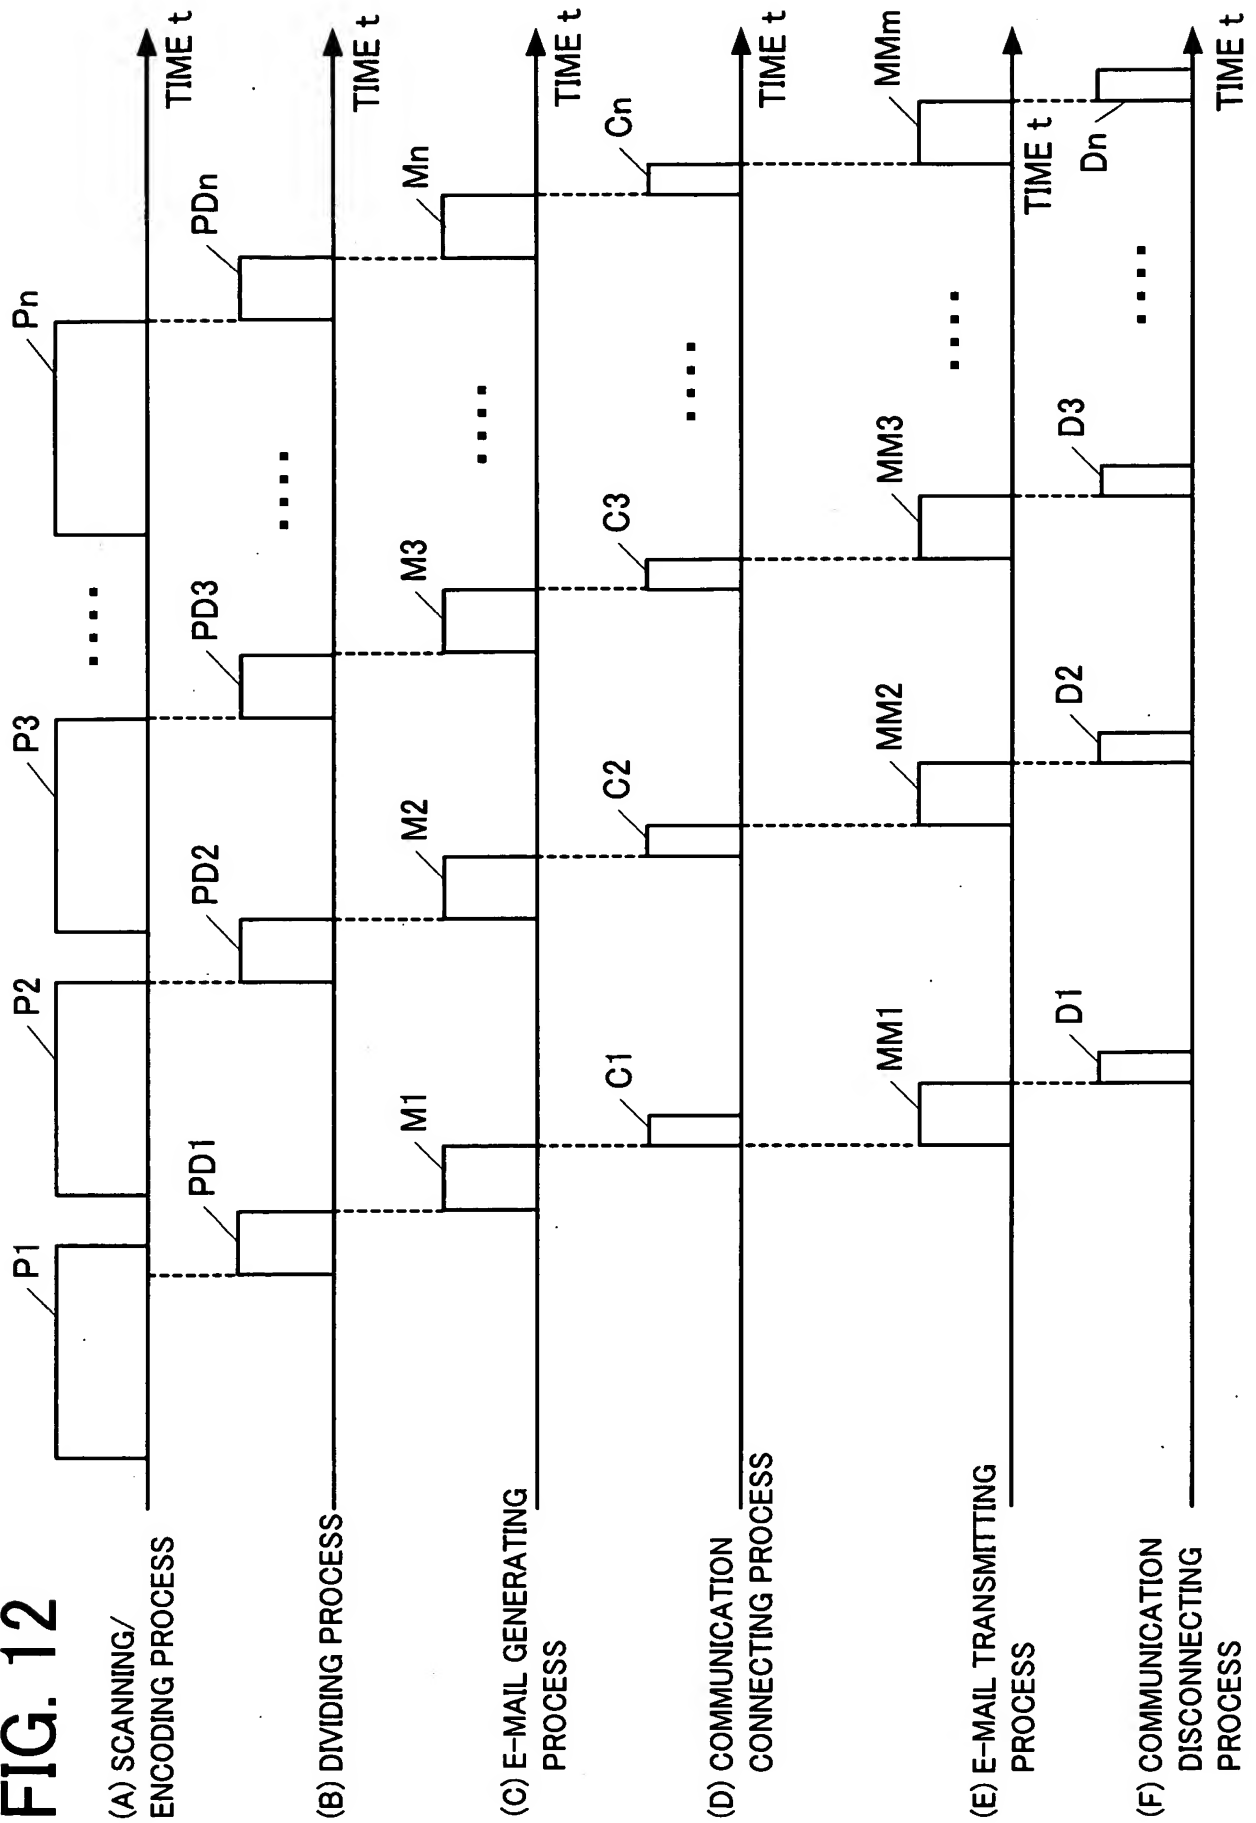 FIG. 12
(A) SCANNING/
ENCODING PROCESS
P1
P2
P3
Pn
TIME t
(B) DIVIDING PROCESS
PD1
PD2
PD3
PDn
TIME t
(C) E-MAIL GENERATING
PROCESS
M1
M2
M3
Mn
TIME t
(D) COMMUNICATION
CONNECTING PROCESS
C1
C2
C3
Cn
TIME t
(E) E-MAIL TRANSMITTING
PROCESS
MM1
MM2
MM3
MMm
TIME t
(F) COMMUNICATION
DISCONNECTING
PROCESS
D1
D2
D3
Dn
TIME t